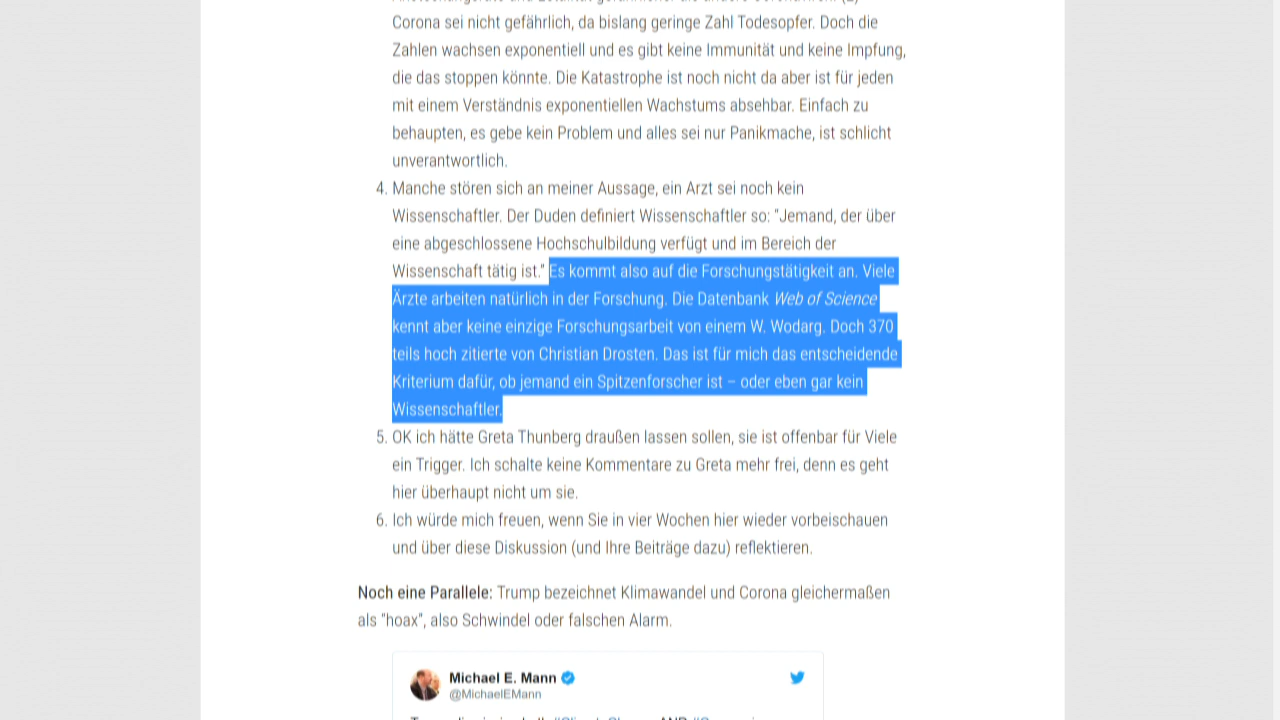 Corona sei nicht gefährlich, da bislang geringe Zahl Todesopfer. Doch die
Zahlen wachsen exponentiell und es gibt keine Immunität und keine Impfung,
die das stoppen könnte. Die Katastrophe ist noch nicht da aber ist für jeden
mit einem Verständnis exponentiellen Wachstums absehbar. Einfach zu
behaupten, es gebe kein Problem und alles sei nur Panikmache, ist schlicht
unverantwortlich.
4. Manche stören sich an meiner Aussage, ein Arzt sei noch kein
Wissenschaftler. Der Duden definiert Wissenschaftler so: "Jemand, der über
eine abgeschlossene Hochschulbildung verfügt und im Bereich der
Wissenschaft tätig ist." Es kommt also auf die Forschungstätigkeit an. Viele
Ärzte arbeiten natürlich in der Forschung. Die Datenbank Web of Science
kennt aber keine einzige Forschungsarbeit von einem W. Wodarg. Doch 370
teils hoch zitierte von Christian Drosten. Das ist für mich das entscheidende
Kriterium dafür, ob jemand ein Spitzenforscher ist – oder eben gar kein
Wissenschaftler.
5. OK ich hätte Greta Thunberg draußen lassen sollen, sie ist offenbar für Viele
ein Trigger. Ich schalte keine Kommentare zu Greta mehr frei, denn es geht
hier überhaupt nicht um sie.
6. Ich würde mich freuen, wenn Sie in vier Wochen hier wieder vorbeischauen
und über diese Diskussion (und Ihre Beiträge dazu) reflektieren.
Noch eine Parallele: Trump bezeichnet Klimawandel und Corona gleichermaßen
als "hoax", also Schwindel oder falschen Alarm.
Michael E. Mann
@MichaelEMann